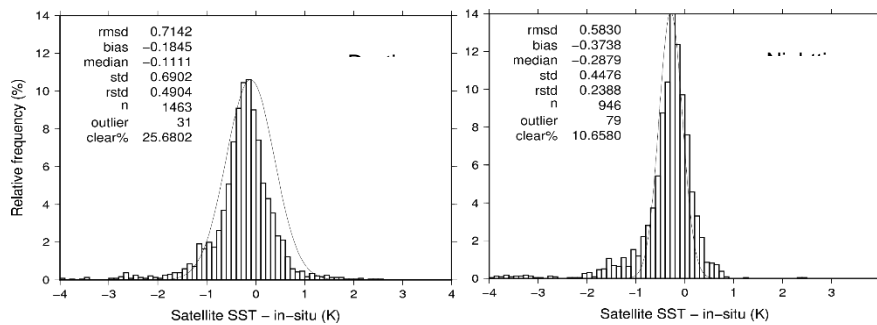 14
12
10
8
6
4
2
0
Relative frequency (%)
rmsd 0.7142
bias −0.1845
median −0.1111
std 0.6902
rstd 0.4904
n 1463
outlier 31
clear% 25.6802
−4 −3 −2 −1 0 1 2 3 4
Satellite SST − in-situ (K)
14
12
10
8
6
4
2
0
rmsd 0.5830
bias −0.3738
median −0.2879
std 0.4476
rstd 0.2388
n 946
outlier 79
clear% 10.6580
−4 −3 −2 −1 0 1 2 3
Satellite SST − in-situ (K)